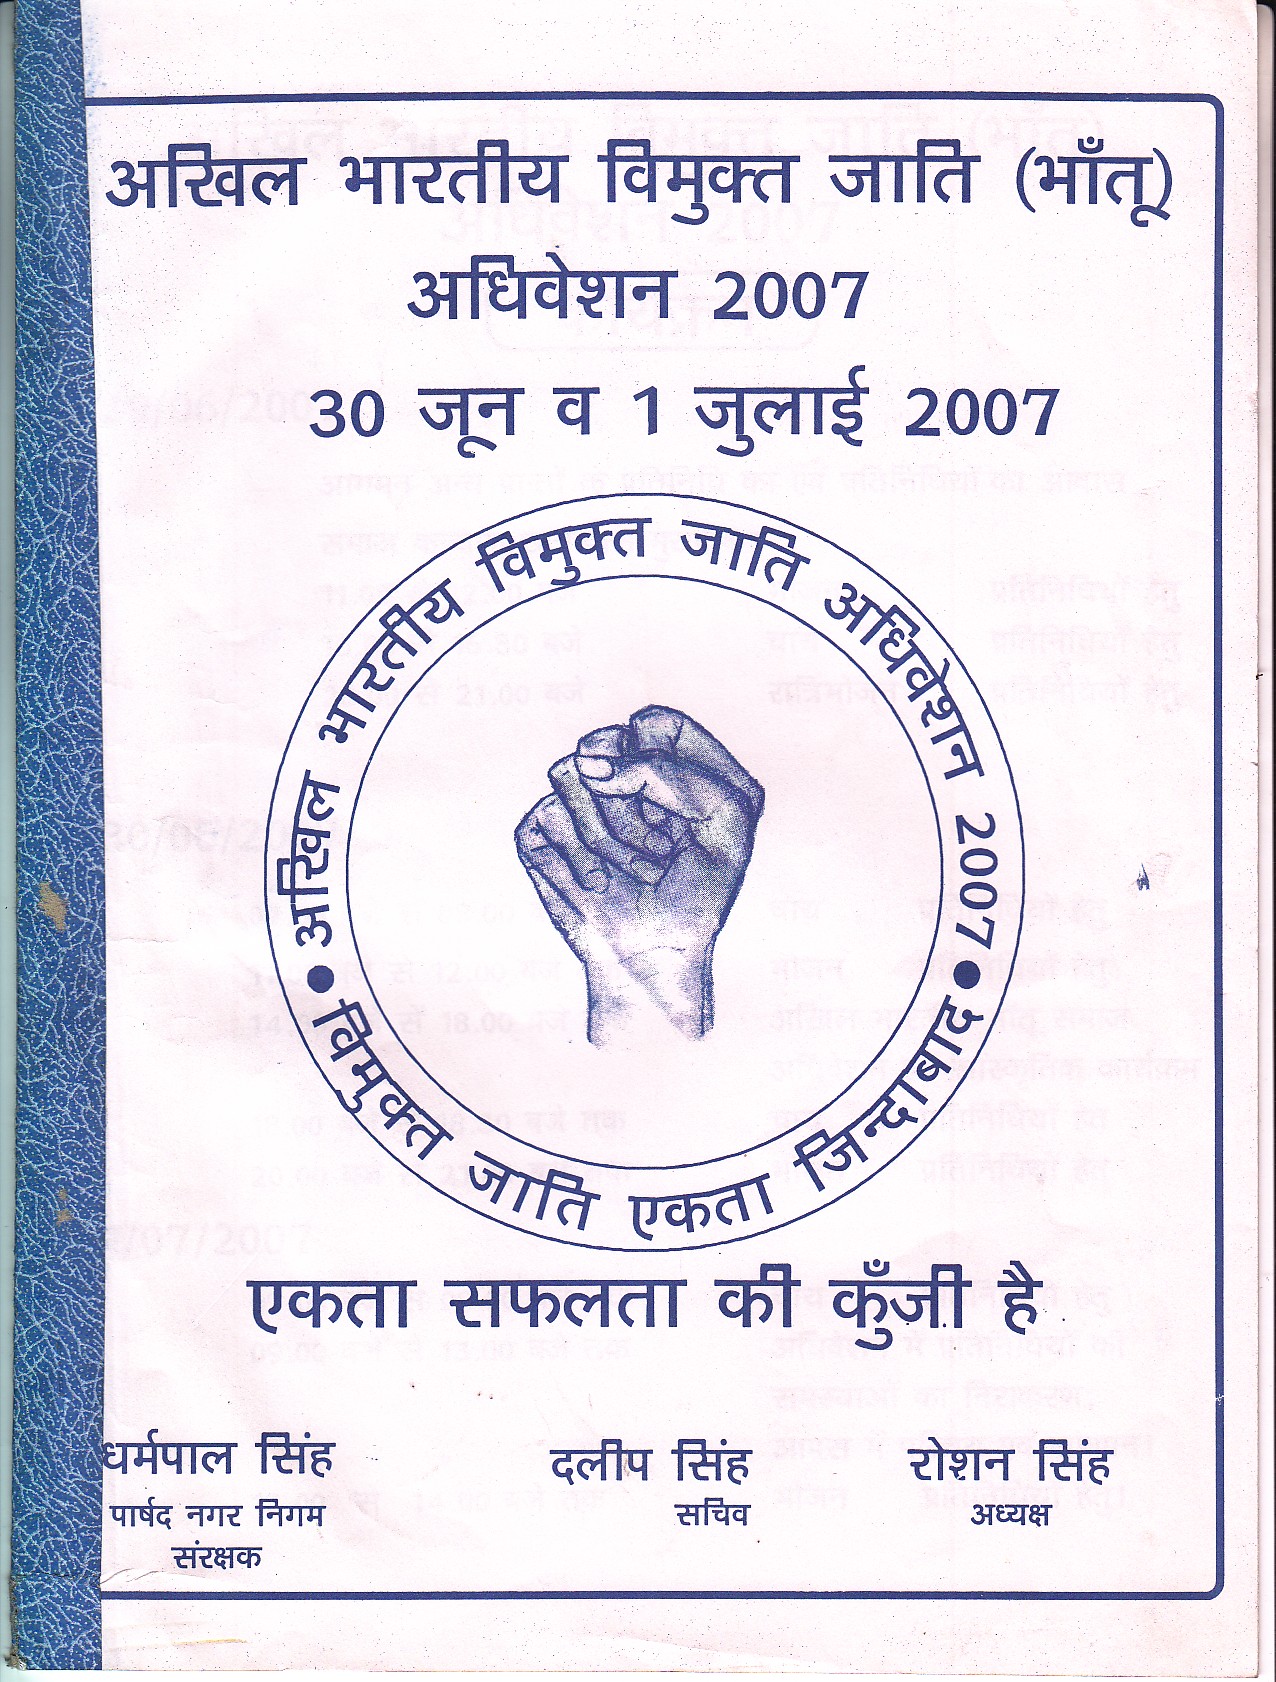 अखिल भारतीय विमुक्त जाति (भाँतू)
अधिवेशन 2007
30 जून व 1 जुलाई 2007
अखिल भारतीय विमुक्त जाति अधिवेशन 2007
विमुक्त जाति एकता जिन्दाबाद
एकता सफलता की कुँजी है
धर्मपाल सिंह दलीप सिंह रोशन सिंह
पार्षद नगर निगम सचिव अध्यक्ष
संरक्षक